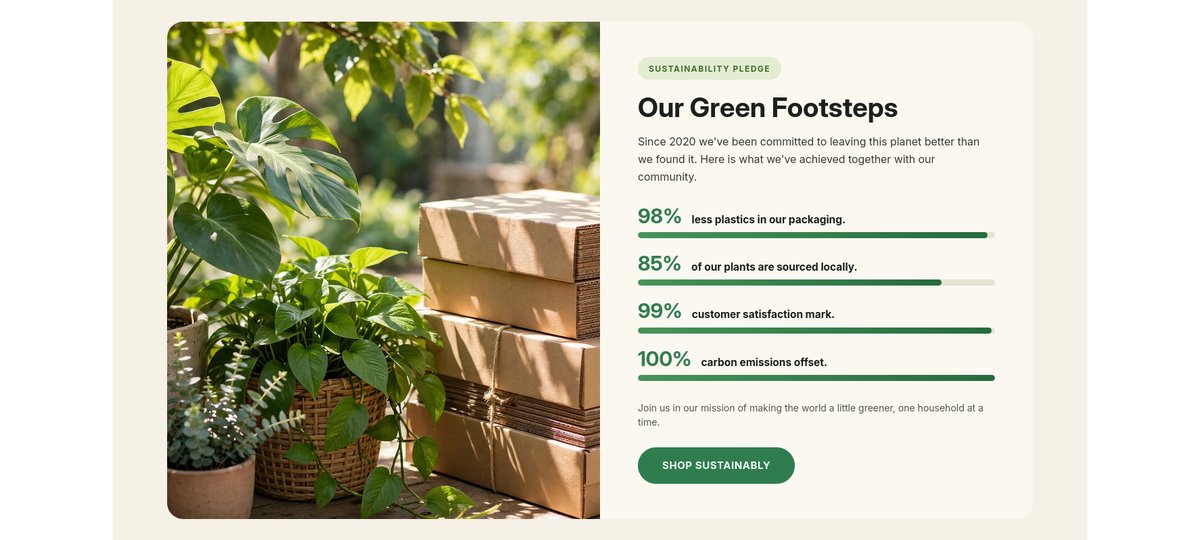 SUSTAINABILITY PLEDGE
Our Green Footsteps
Since 2020 we've been committed to leaving this planet better than
we found it. Here is what we've achieved together with our
community.
98% less plastics in our packaging.
85% of our plants are sourced locally.
99% customer satisfaction mark.
100% carbon emissions offset.
Join us in our mission of making the world a little greener, one household at a
time.
SHOP SUSTAINABLY